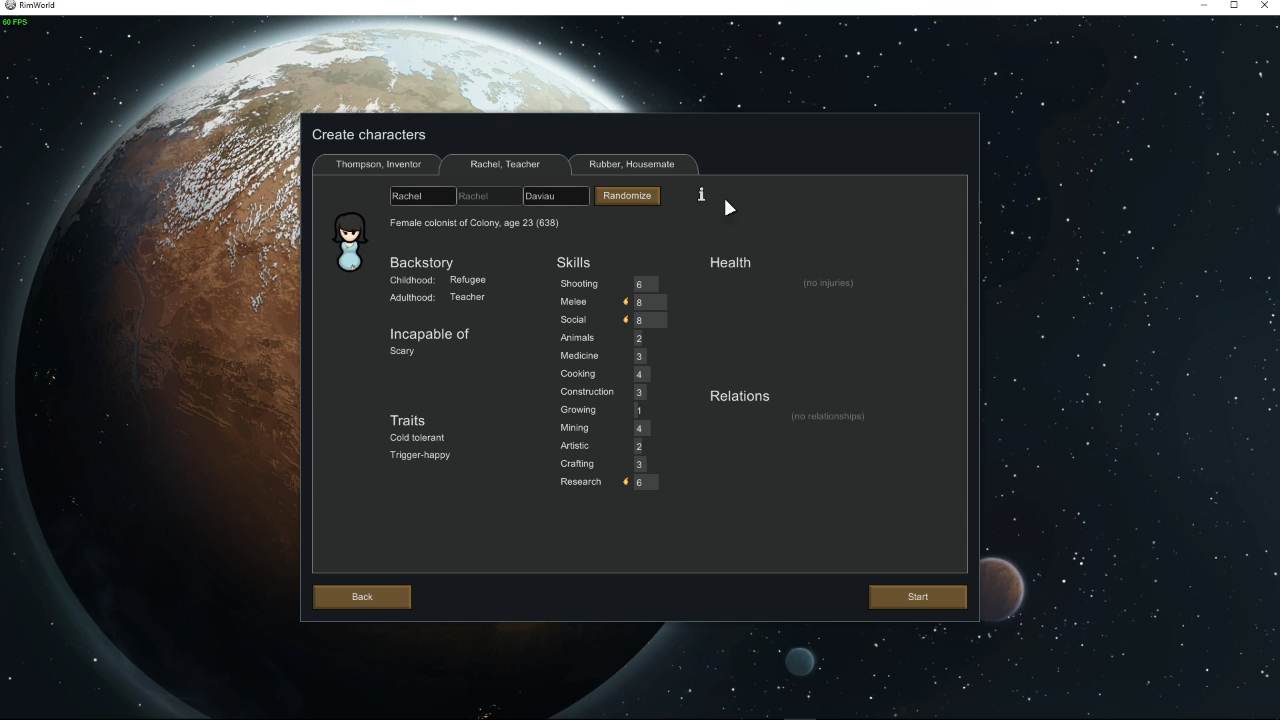 RimWorld
60 FPS
Create characters
Thompson, Inventor Rachel, Teacher Rubber, Housemate
Rachel Rachel Daviau Randomize i
Female colonist of Colony, age 23 (638)
Backstory
Childhood: Refugee
Adulthood: Teacher
Incapable of
Scary
Traits
Cold tolerant
Trigger-happy
Skills
Shooting 6
Melee 8
Social 8
Animals 2
Medicine 3
Cooking 4
Construction 3
Growing 1
Mining 4
Artistic 2
Crafting 3
Research 6
Health
(no injuries)
Relations
(no relationships)
Back Start